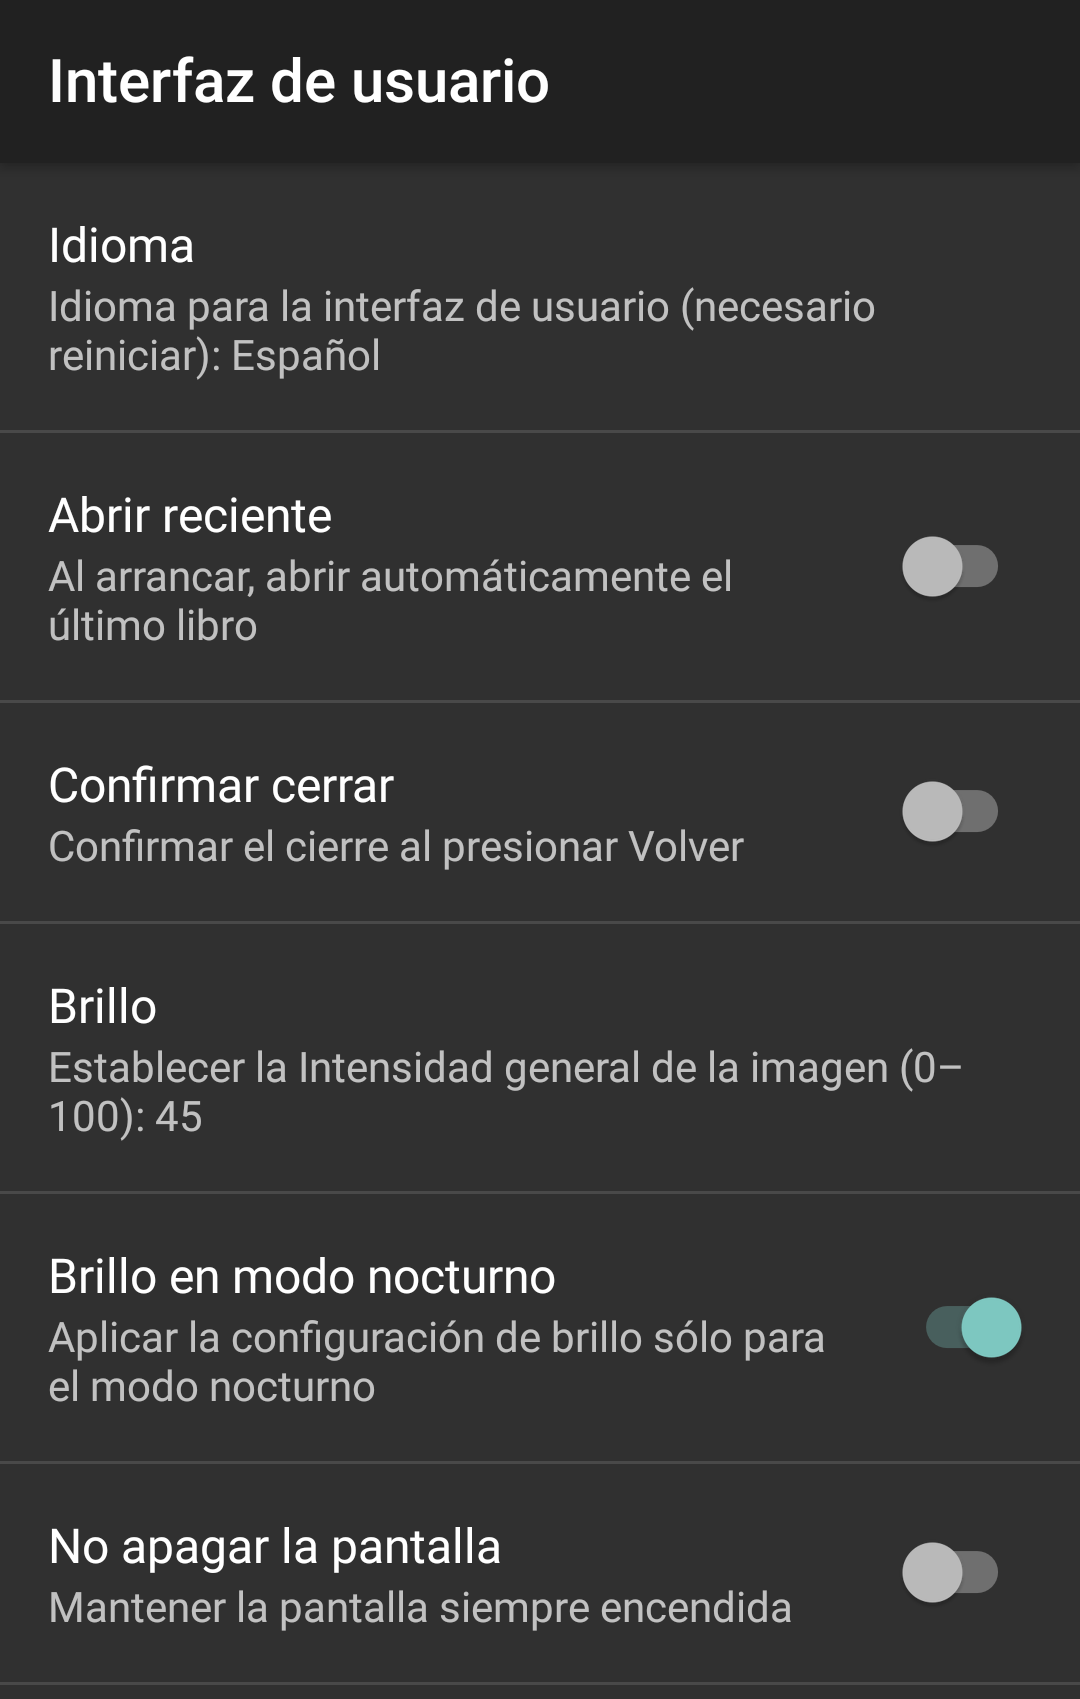 Interfaz de usuario
Idioma
Idioma para la interfaz de usuario (necesario
reiniciar): Español
Abrir reciente
Al arrancar, abrir automáticamente el
último libro
Confirmar cerrar
Confirmar el cierre al presionar Volver
Brillo
Establecer la Intensidad general de la imagen (0–
100): 45
Brillo en modo nocturno
Aplicar la configuración de brillo sólo para
el modo nocturno
No apagar la pantalla
Mantener la pantalla siempre encendida